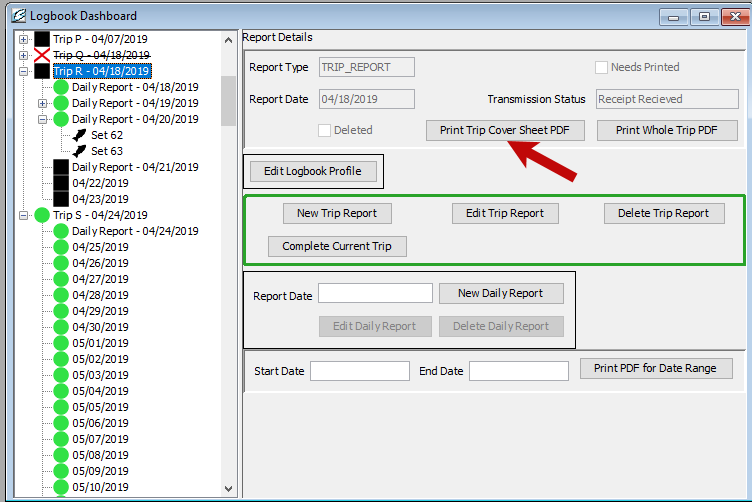 Logbook Dashboard
Trip P - 04/07/2019
Trip Q - 04/18/2019
Trip R - 04/18/2019
Daily Report - 04/18/2019
Daily Report - 04/19/2019
Daily Report - 04/20/2019
Set 62
Set 63
Daily Report - 04/21/2019
04/22/2019
04/23/2019
Trip S - 04/24/2019
Daily Report - 04/24/2019
04/25/2019
04/26/2019
04/27/2019
04/28/2019
04/29/2019
04/30/2019
05/01/2019
05/02/2019
05/03/2019
05/04/2019
05/05/2019
05/06/2019
05/07/2019
05/08/2019
05/09/2019
05/10/2019
Report Details
Report Type TRIP_REPORT Needs Printed
Report Date 04/18/2019 Transmission Status Receipt Recieved
Deleted Print Trip Cover Sheet PDF Print Whole Trip PDF
Edit Logbook Profile
New Trip Report Edit Trip Report Delete Trip Report
Complete Current Trip
Report Date New Daily Report
Edit Daily Report Delete Daily Report
Start Date End Date Print PDF for Date Range